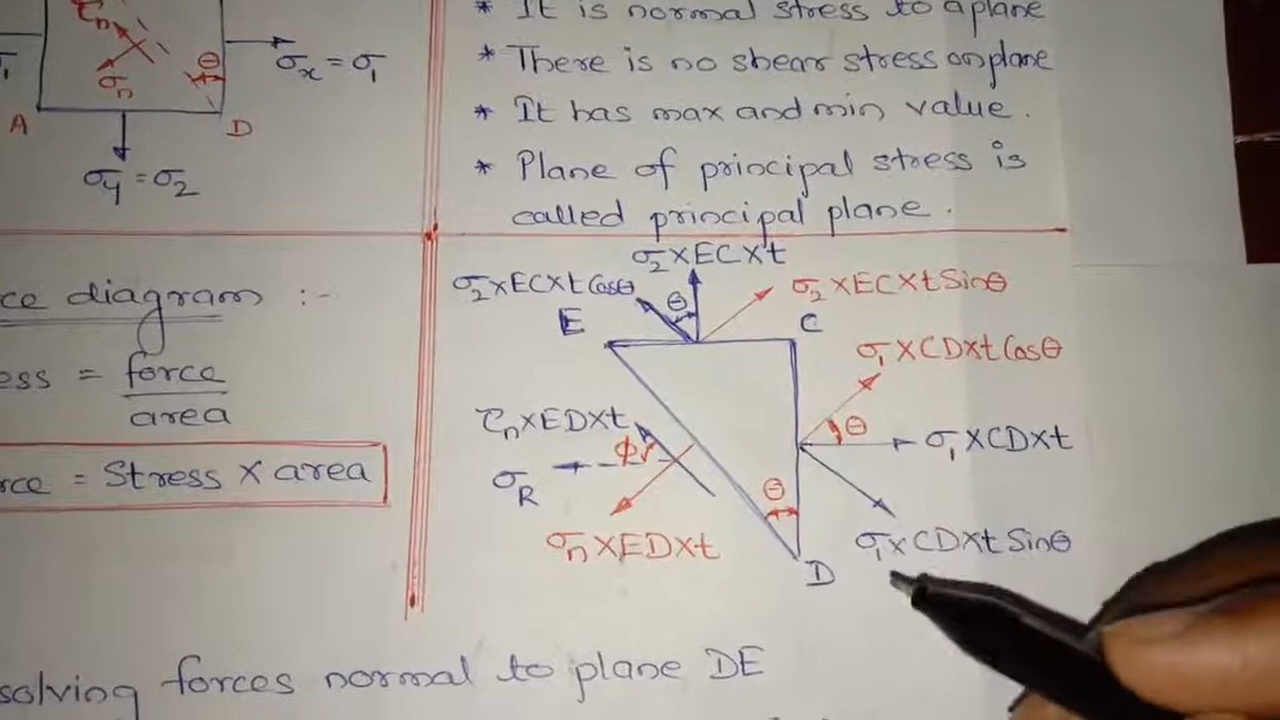 τn
σn
θ
σx = σ1
A
D
σy = σ2
* It is normal stress to a plane
* There is no shear stress on plane
* It has max and min value.
* Plane of principal stress is
called principal plane.
ce diagram :-
ess = force
area
rce = Stress × area
σ2×EC×t
σ2×EC×t Cosθ
θ
σ2×EC×t Sinθ
E
C
σ1×CD×t Cosθ
θ
σ1×CD×t
τn×ED×t
φ
σR
θ
σn×ED×t
σ1×CD×t Sinθ
D
solving forces normal to plane DE